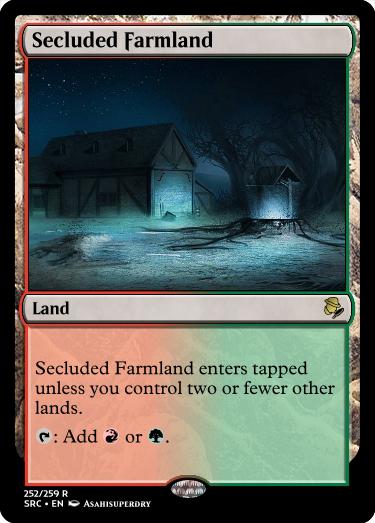 Secluded Farmland
Land
Secluded Farmland enters tapped
unless you control two or fewer other
lands.
: Add or .
252/259 R
SRC • EN Asahisuperdry